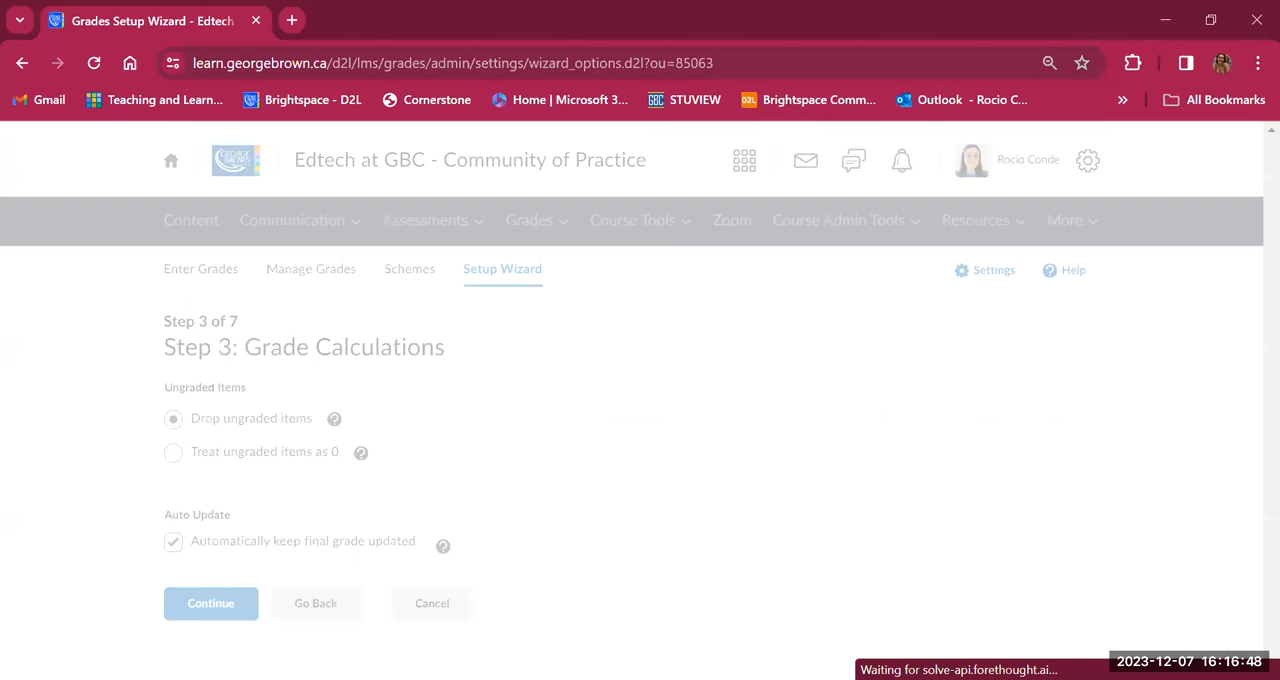 Grades Setup Wizard - Edtech
learn.georgebrown.ca/d2l/lms/grades/admin/settings/wizard_options.d2l?ou=85063
Gmail
Teaching and Learn...
Brightspace - D2L
Cornerstone
Home | Microsoft 3...
GBC STUVIEW
D2L Brightspace Comm...
Outlook - Rocio C...
»
All Bookmarks
GEORGE BROWN
Edtech at GBC - Community of Practice
Rocio Conde
Content
Communication
Assessments
Grades
Course Tools
Zoom
Course Admin Tools
Resources
More
Enter Grades
Manage Grades
Schemes
Setup Wizard
Settings
Help
Step 3 of 7
Step 3: Grade Calculations
Ungraded Items
Drop ungraded items
Treat ungraded items as 0
Auto Update
Automatically keep final grade updated
Continue
Go Back
Cancel
Waiting for solve-api.forethought.ai...
2023-12-07 16:16:48